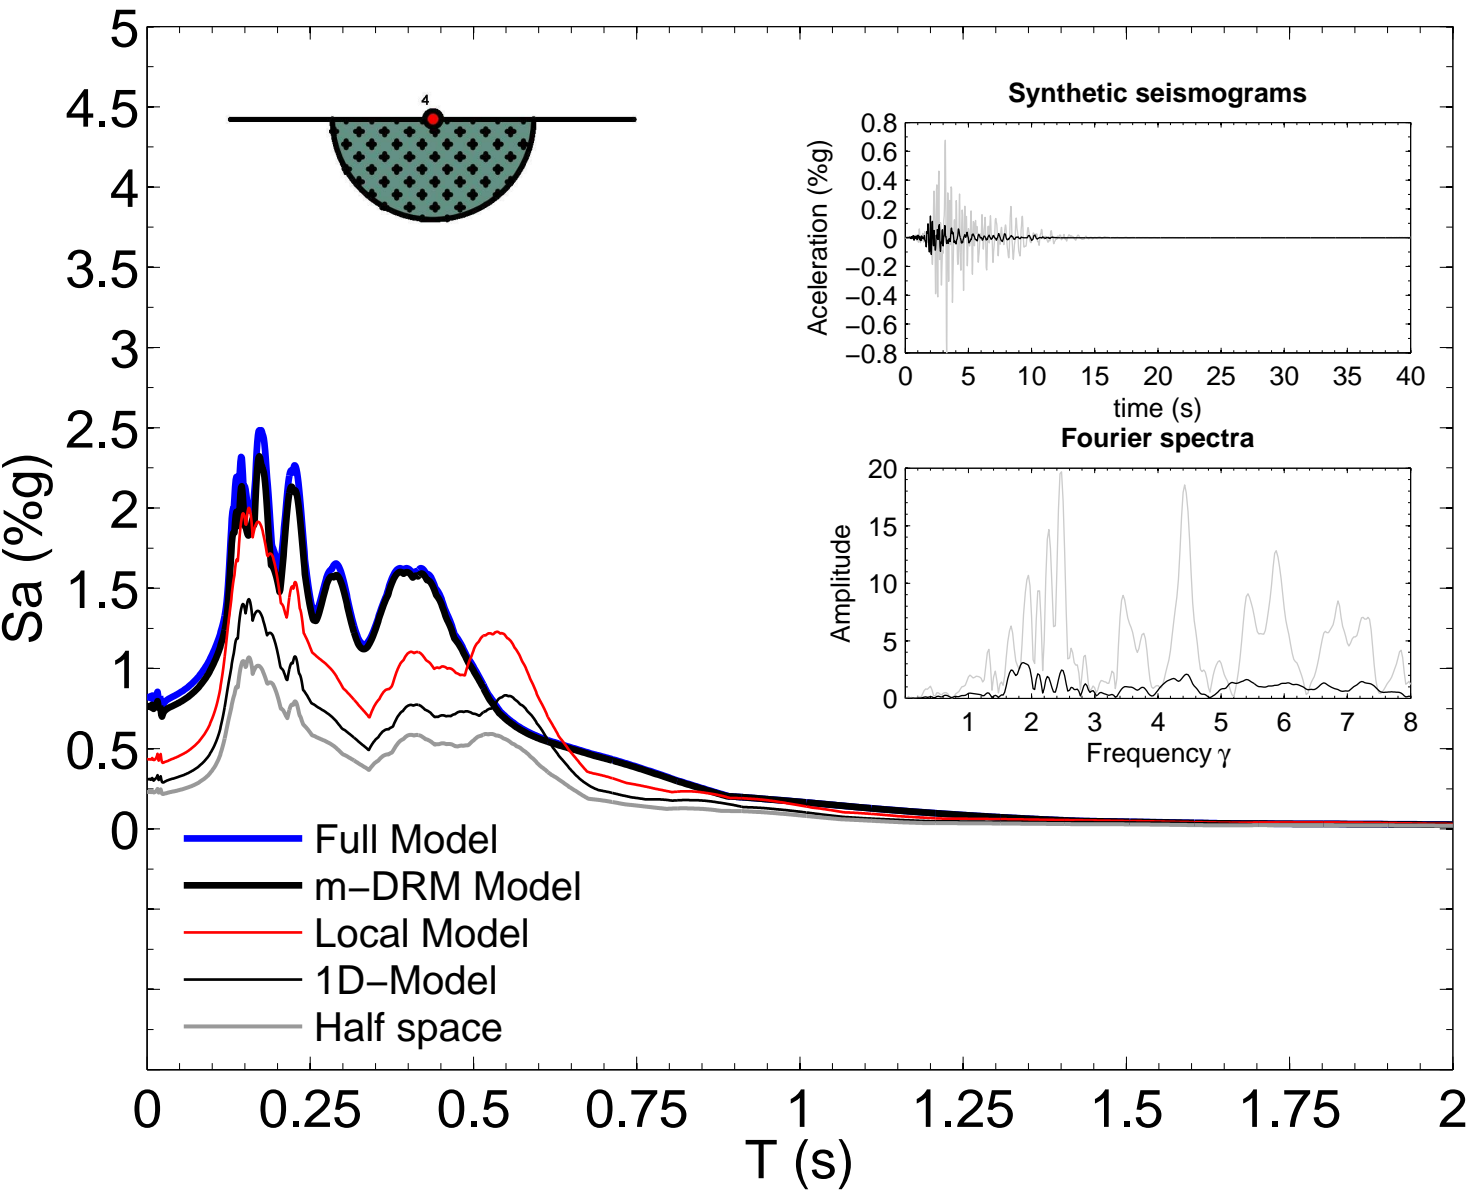 5
4.5
4
3.5
3
2.5
2
1.5
1
0.5
0
Sa (%g)
0 0.25 0.5 0.75 1 1.25 1.5 1.75 2
T (s)
4
Full Model
m−DRM Model
Local Model
1D−Model
Half space
Synthetic seismograms
0.8
0.6
0.4
0.2
0
−0.2
−0.4
−0.6
−0.8
Aceleration (%g)
0 5 10 15 20 25 30 35 40
time (s)
Fourier spectra
20
15
10
5
0
Amplitude
1 2 3 4 5 6 7 8
Frequency γ